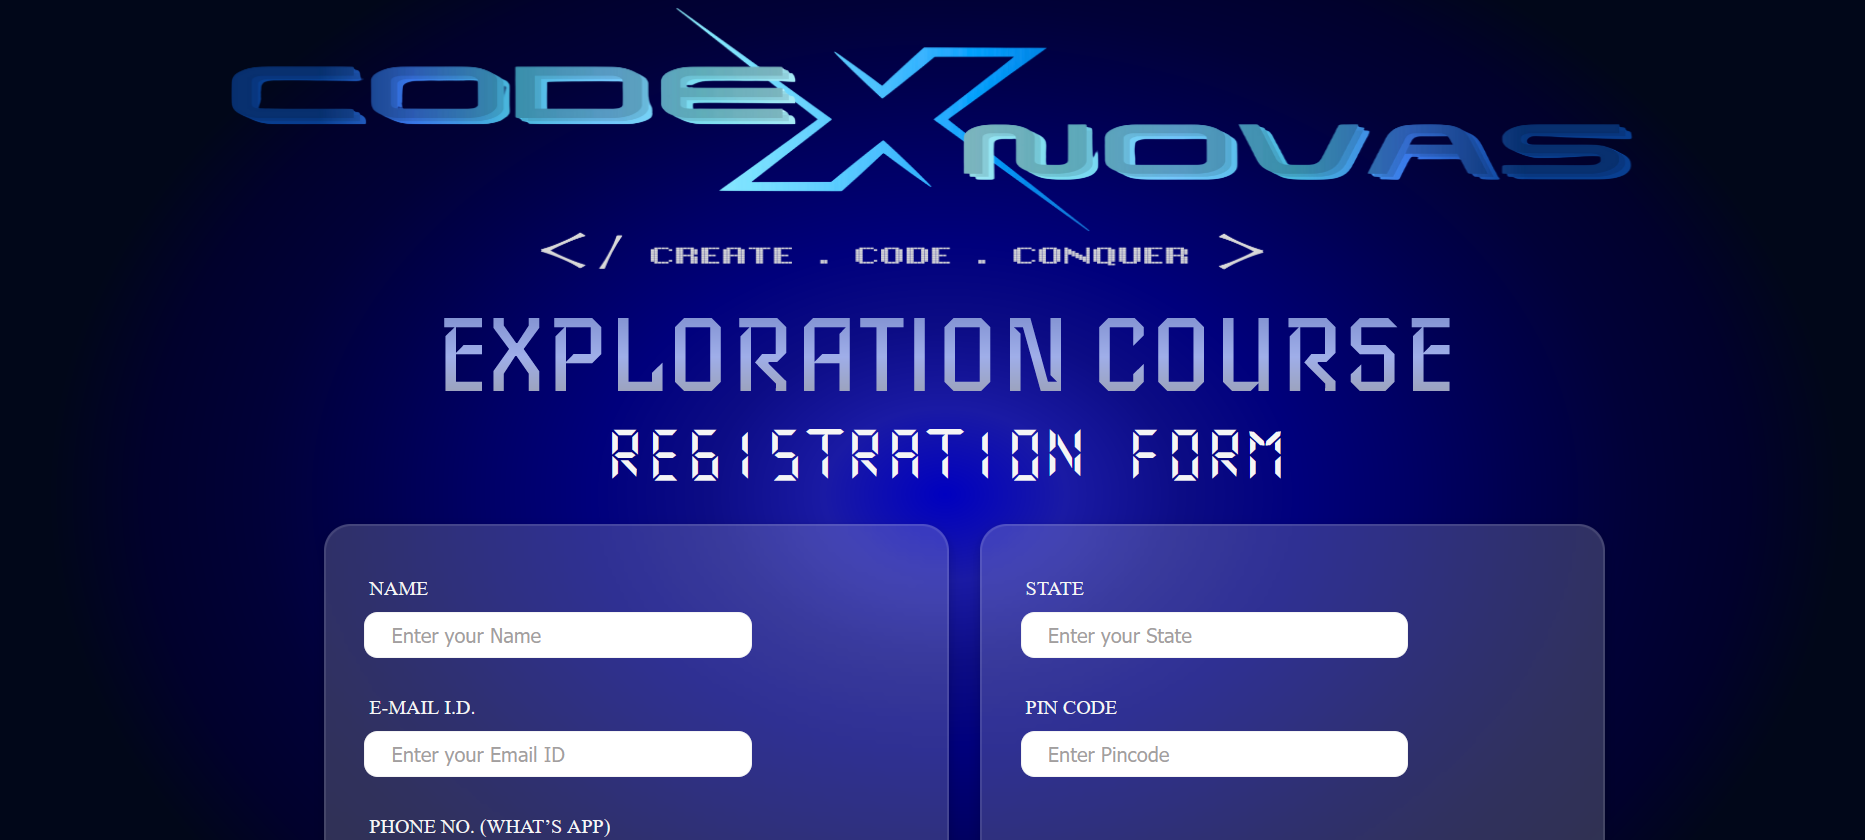 CODE X NOVAS
</ CREATE . CODE . CONQUER >
EXPLORATION COURSE
REGISTRATION FORM
NAME
Enter your Name
E-MAIL I.D.
Enter your Email ID
PHONE NO. (WHAT’S APP)
STATE
Enter your State
PIN CODE
Enter Pincode